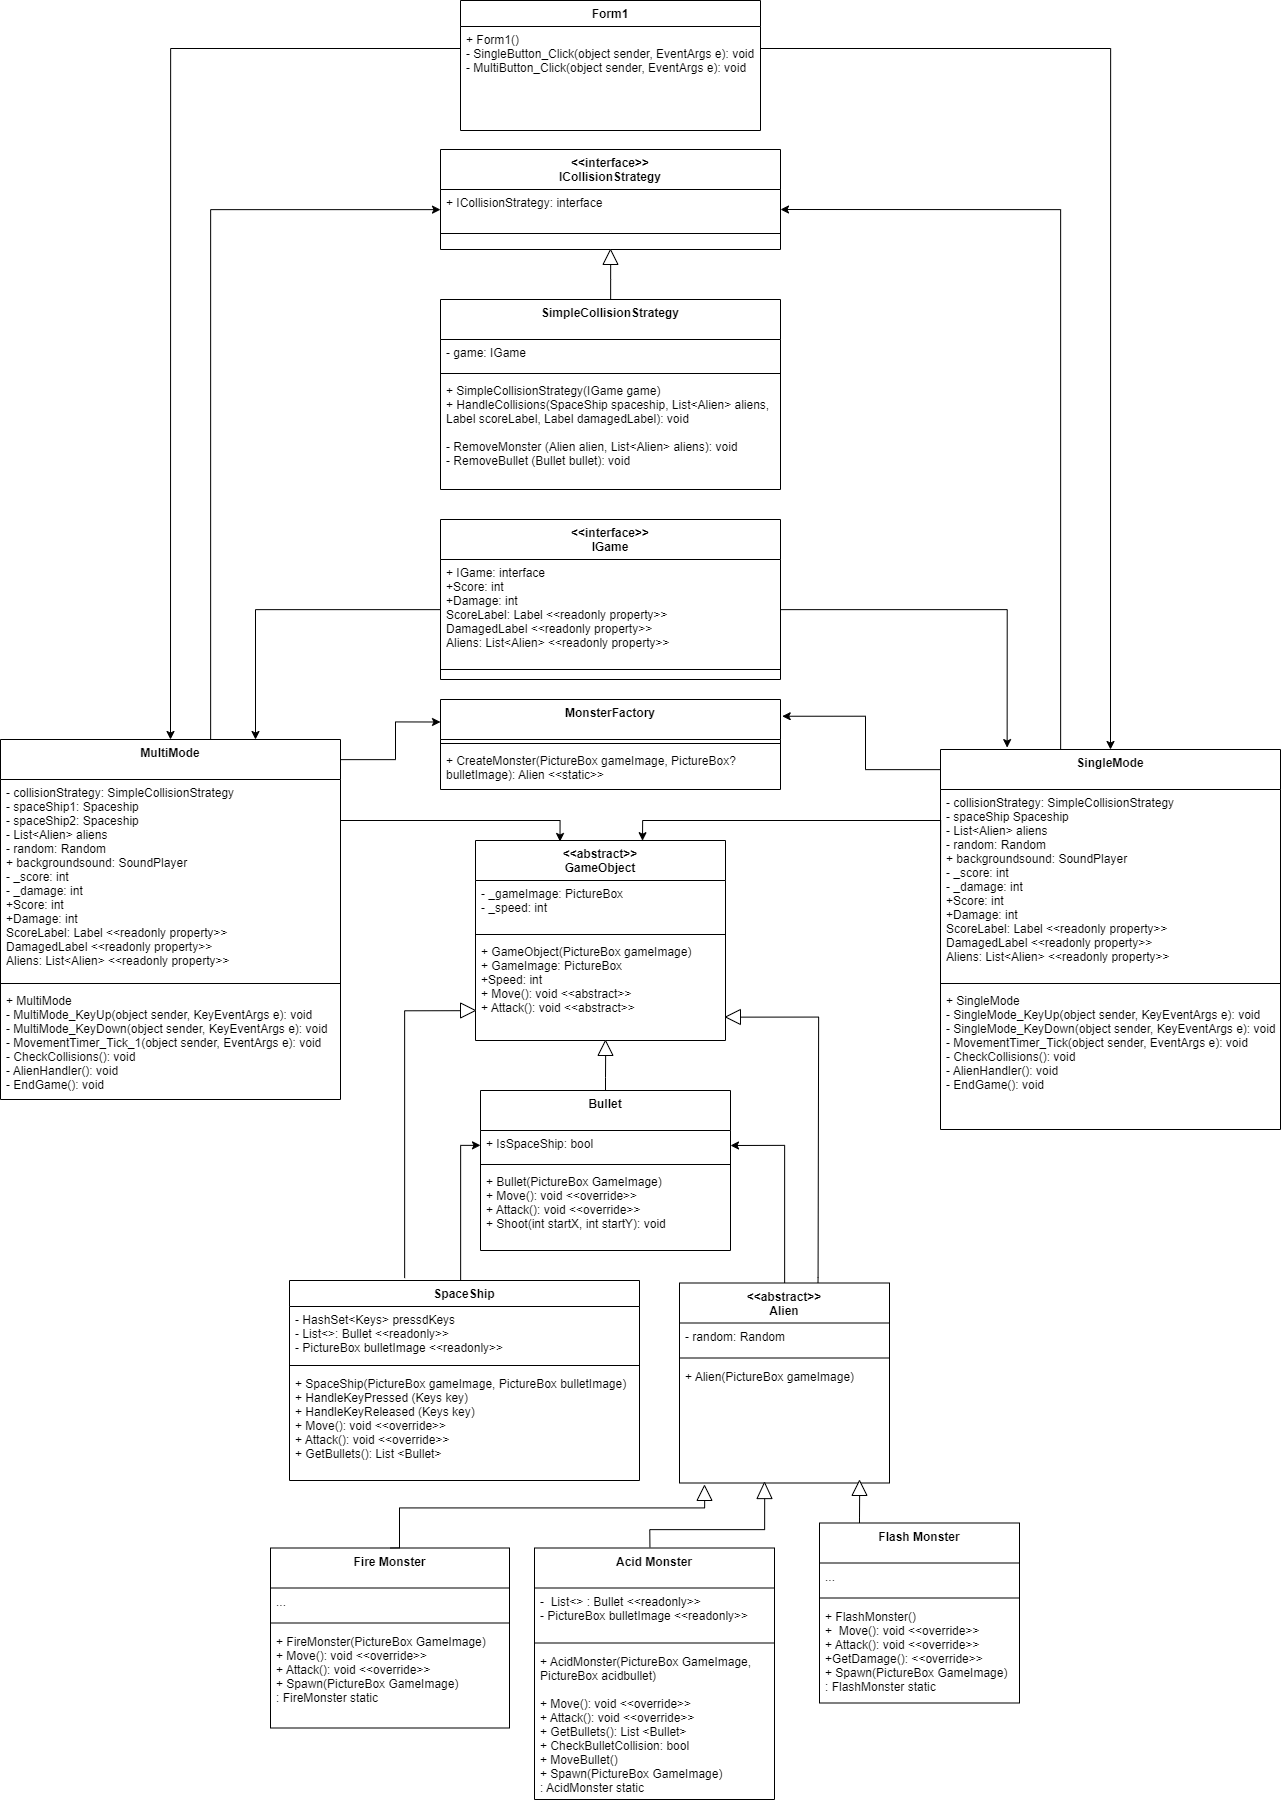 Form1
+ Form1()
- SingleButton_Click(object sender, EventArgs e): void
- MultiButton_Click(object sender, EventArgs e): void
<<interface>>
ICollisionStrategy
+ ICollisionStrategy: interface
SimpleCollisionStrategy
- game: IGame
+ SimpleCollisionStrategy(IGame game)
+ HandleCollisions(SpaceShip spaceship, List<Alien> aliens,
Label scoreLabel, Label damagedLabel): void
- RemoveMonster (Alien alien, List<Alien> aliens): void
- RemoveBullet (Bullet bullet): void
<<interface>>
IGame
+ IGame: interface
+Score: int
+Damage: int
ScoreLabel: Label <<readonly property>>
DamagedLabel <<readonly property>>
Aliens: List<Alien> <<readonly property>>
MonsterFactory
+ CreateMonster(PictureBox gameImage, PictureBox?
bulletImage): Alien <<static>>
MultiMode
- collisionStrategy: SimpleCollisionStrategy
- spaceShip1: Spaceship
- spaceShip2: Spaceship
- List<Alien> aliens
- random: Random
+ backgroundsound: SoundPlayer
- _score: int
- _damage: int
+Score: int
+Damage: int
ScoreLabel: Label <<readonly property>>
DamagedLabel <<readonly property>>
Aliens: List<Alien> <<readonly property>>
+ MultiMode
- MultiMode_KeyUp(object sender, KeyEventArgs e): void
- MultiMode_KeyDown(object sender, KeyEventArgs e): void
- MovementTimer_Tick_1(object sender, EventArgs e): void
- CheckCollisions(): void
- AlienHandler(): void
- EndGame(): void
SingleMode
- collisionStrategy: SimpleCollisionStrategy
- spaceShip Spaceship
- List<Alien> aliens
- random: Random
+ backgroundsound: SoundPlayer
- _score: int
- _damage: int
+Score: int
+Damage: int
ScoreLabel: Label <<readonly property>>
DamagedLabel <<readonly property>>
Aliens: List<Alien> <<readonly property>>
+ SingleMode
- SingleMode_KeyUp(object sender, KeyEventArgs e): void
- SingleMode_KeyDown(object sender, KeyEventArgs e): void
- MovementTimer_Tick(object sender, EventArgs e): void
- CheckCollisions(): void
- AlienHandler(): void
- EndGame(): void
<<abstract>>
GameObject
- _gameImage: PictureBox
- _speed: int
+ GameObject(PictureBox gameImage)
+ GameImage: PictureBox
+Speed: int
+ Move(): void <<abstract>>
+ Attack(): void <<abstract>>
Bullet
+ IsSpaceShip: bool
+ Bullet(PictureBox GameImage)
+ Move(): void <<override>>
+ Attack(): void <<override>>
+ Shoot(int startX, int startY): void
SpaceShip
- HashSet<Keys> pressdKeys
- List<>: Bullet <<readonly>>
- PictureBox bulletImage <<readonly>>
+ SpaceShip(PictureBox gameImage, PictureBox bulletImage)
+ HandleKeyPressed (Keys key)
+ HandleKeyReleased (Keys key)
+ Move(): void <<override>>
+ Attack(): void <<override>>
+ GetBullets(): List <Bullet>
<<abstract>>
Alien
- random: Random
+ Alien(PictureBox gameImage)
Fire Monster
...
+ FireMonster(PictureBox GameImage)
+ Move(): void <<override>>
+ Attack(): void <<override>>
+ Spawn(PictureBox GameImage)
: FireMonster static
Acid Monster
- List<> : Bullet <<readonly>>
- PictureBox bulletImage <<readonly>>
+ AcidMonster(PictureBox GameImage,
PictureBox acidbullet)
+ Move(): void <<override>>
+ Attack(): void <<override>>
+ GetBullets(): List <Bullet>
+ CheckBulletCollision: bool
+ MoveBullet()
+ Spawn(PictureBox GameImage)
: AcidMonster static
Flash Monster
...
+ FlashMonster()
+ Move(): void <<override>>
+ Attack(): void <<override>>
+GetDamage(): <<override>>
+ Spawn(PictureBox GameImage)
: FlashMonster static